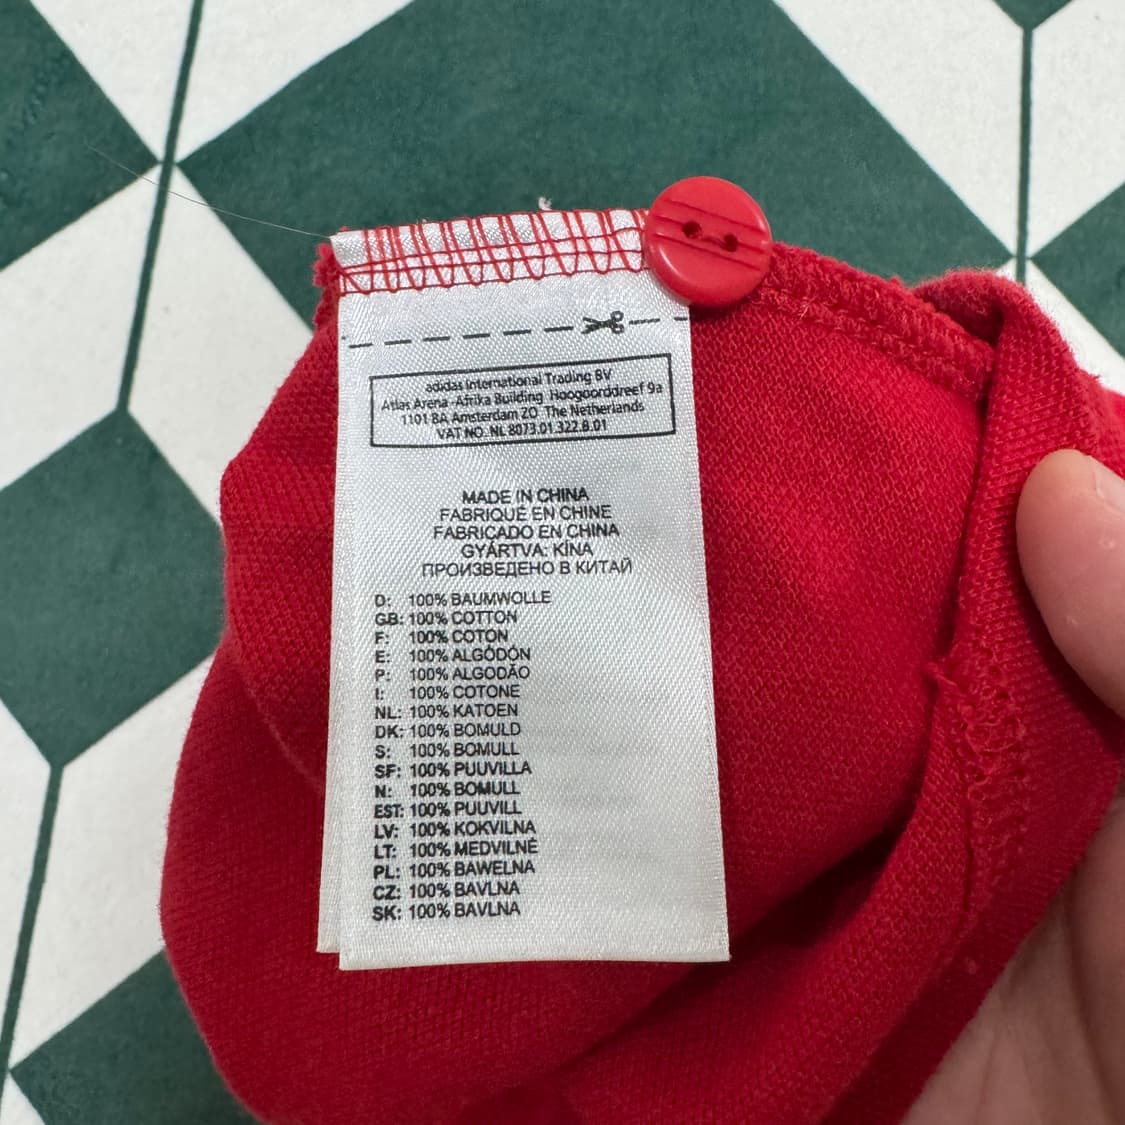 adidas International Trading BV
Atlas Arena -Afrika Building Hoogoorddreef 9a
1101 BA Amsterdam ZO The Netherlands
VAT NO. NL 8073.01.322.B.01
MADE IN CHINA
FABRIQUÉ EN CHINE
FABRICADO EN CHINA
GYÁRTVA: KÍNA
ПРОИЗВЕДЕНО В КИТАЙ
D: 100% BAUMWOLLE
GB: 100% COTTON
F: 100% COTON
E: 100% ALGÓDÓN
P: 100% ALGODÃO
I: 100% COTONE
NL: 100% KATOEN
DK: 100% BOMULD
S: 100% BOMULL
SF: 100% PUUVILLA
N: 100% BOMULL
EST: 100% PUUVILL
LV: 100% KOKVILNA
LT: 100% MEDVILNĖ
PL: 100% BAWEŁNA
CZ: 100% BAVLNA
SK: 100% BAVLNA